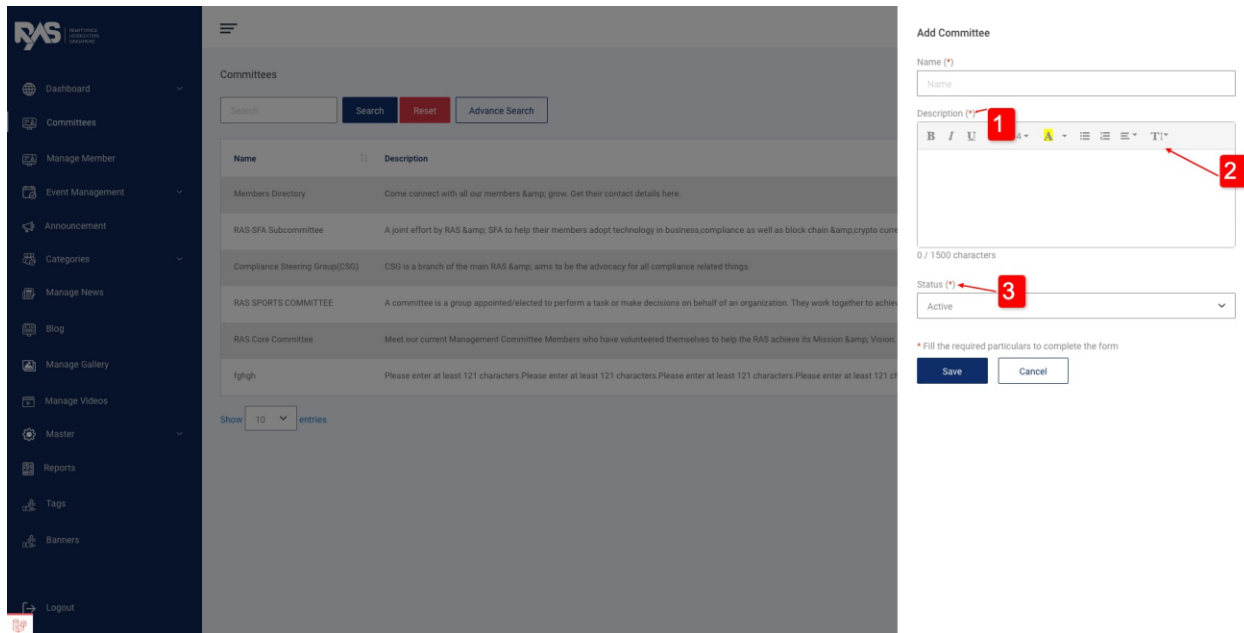 RAS
Dashboard
Committees
Manage Member
Event Management
Announcement
Categories
Manage News
Blog
Manage Gallery
Manage Videos
Master
Reports
Tags
Banners
Logout
Committees
Search
Search
Reset
Advance Search
Name
Description
Members Directory
Come connect with all our members &amp; grow. Get their contact details here.
RAS-SFA Subcommittee
A joint effort by RAS &amp; SFA to help their members adopt technology in business,compliance as well as block chain &amp;crypto curre
Compliance Steering Group(CSG)
CSG is a branch of the main RAS &amp; aims to be the advocacy for all compliance related things.
RAS SPORTS COMMITTEE
A committee is a group appointed/elected to perform a task or make decisions on behalf of an organization. They work together to achiev
RAS Core Committee
Meet our current Management Committee Members who have volunteered themselves to help the RAS achieve its Mission &amp; Vision.
fghgh
Please enter at least 121 characters.Please enter at least 121 characters.Please enter at least 121 characters.Please enter at least 121 ch
Show 10 entries
Add Committee
Name (*)
Name
Description (*)
1
B I U 4 A T
2
0 / 1500 characters
Status (*)
3
Active
* Fill the required particulars to complete the form
Save
Cancel